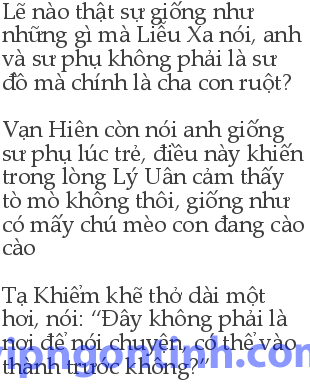 Lẽ nào thật sự giống như
những gì mà Liễu Xa nói, anh
và sư phụ không phải là sư
đồ mà chính là cha con ruột?
Vạn Hiên còn nói anh giống
sư phụ lúc trẻ, điều này khiến
trong lòng Lý Uân cảm thấy
tò mò không thôi, giống như
có mấy chú mèo con đang cào
cào
Tạ Khiểm khẽ thở dài một
hơi, nói: “Đây không phải là
nơi để nói chuyện, có thể vào
thành trước không?”
vipngontinh.com